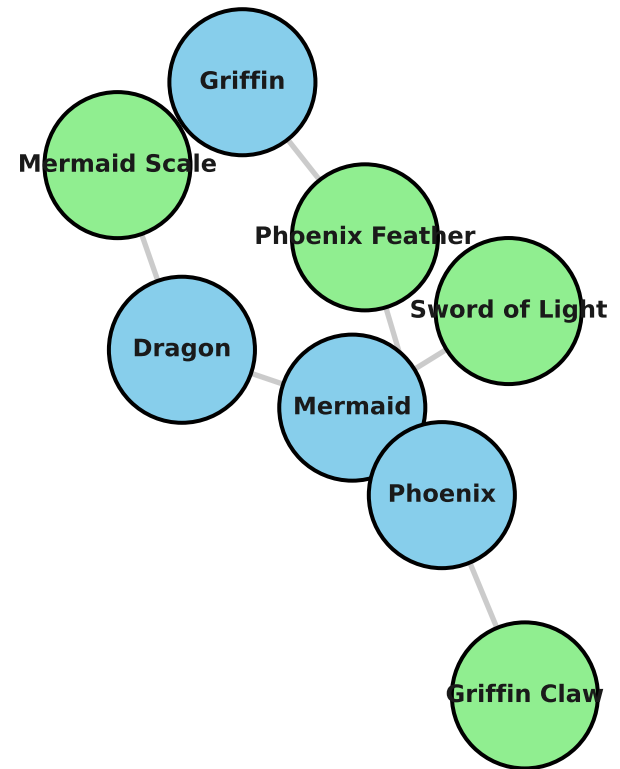 Griffin
Mermaid Scale
Phoenix Feather
Sword of Light
Dragon
Mermaid
Phoenix
Griffin Claw